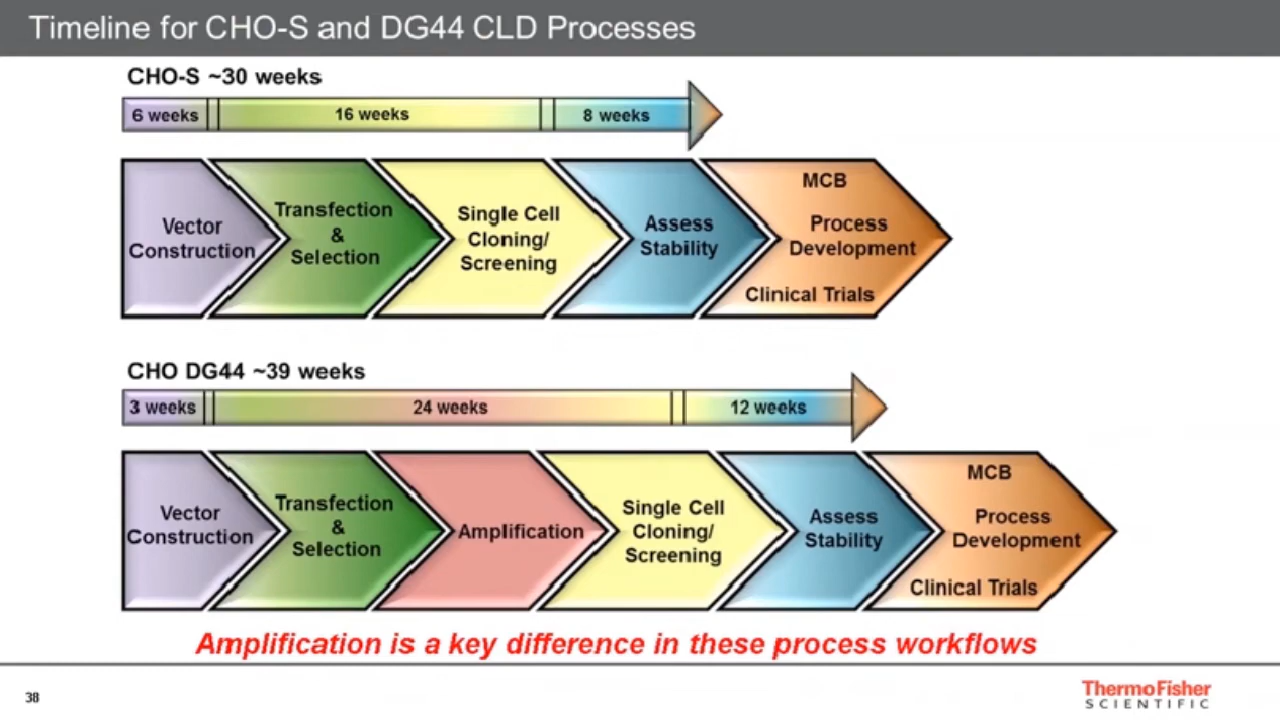 Timeline for CHO-S and DG44 CLD Processes
CHO-S ~30 weeks
6 weeks
16 weeks
8 weeks
Vector
Construction
Transfection
&
Selection
Single Cell
Cloning/
Screening
Assess
Stability
MCB
Process
Development
Clinical Trials
CHO DG44 ~39 weeks
3 weeks
24 weeks
12 weeks
Vector
Construction
Transfection
&
Selection
Amplification
Single Cell
Cloning/
Screening
Assess
Stability
MCB
Process
Development
Clinical Trials
Amplification is a key difference in these process workflows
38
ThermoFisher
SCIENTIFIC